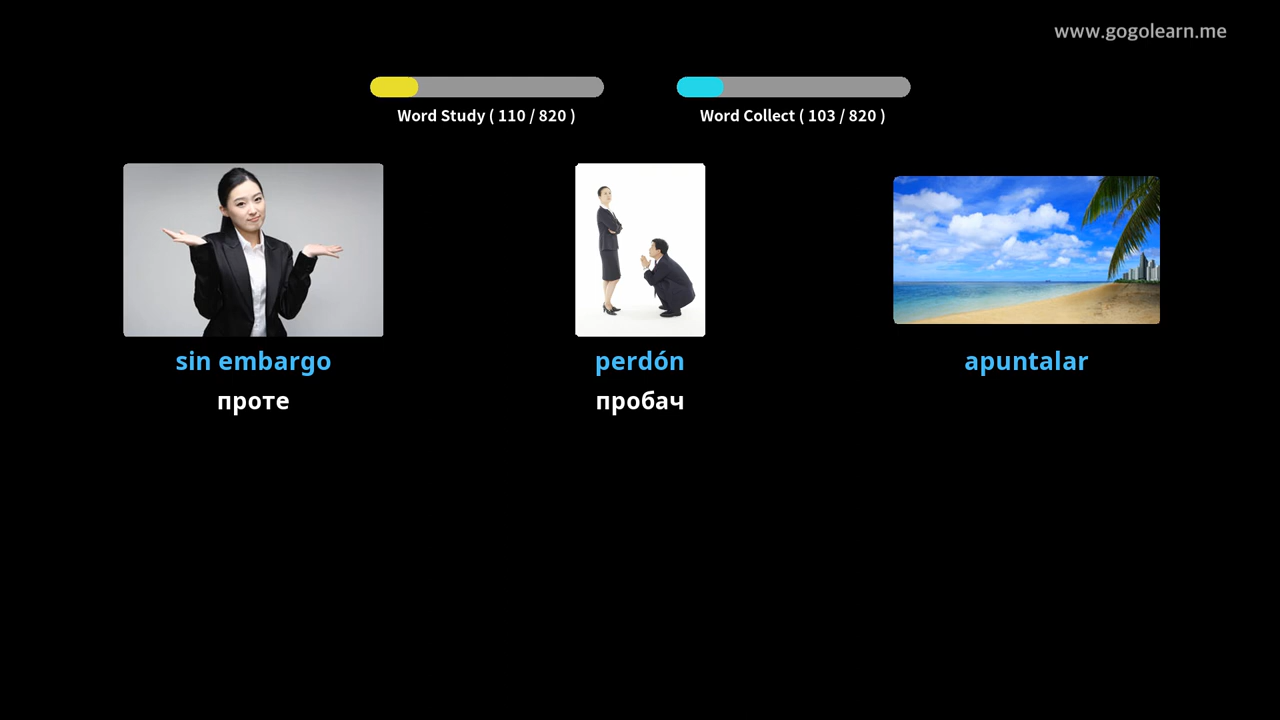 www.gogolearn.me
Word Study ( 110 / 820 )
Word Collect ( 103 / 820 )
sin embargo
perdón
apuntalar
проте
пробач